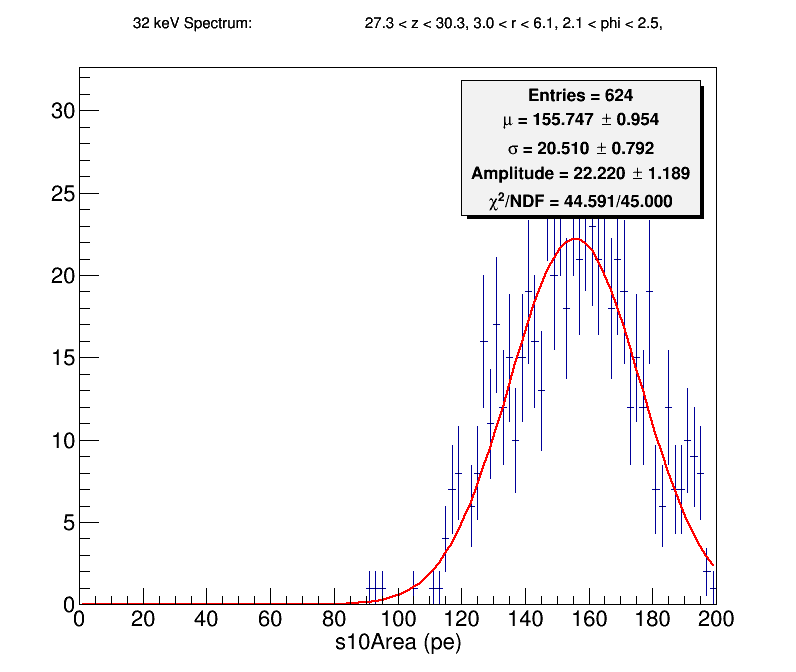 32 keV Spectrum: 27.3 < z < 30.3, 3.0 < r < 6.1, 2.1 < phi < 2.5,
Entries = 624
μ = 155.747 ± 0.954
σ = 20.510 ± 0.792
Amplitude = 22.220 ± 1.189
χ²/NDF = 44.591/45.000
30
25
20
15
10
5
0
0 20 40 60 80 100 120 140 160 180 200
s10Area (pe)